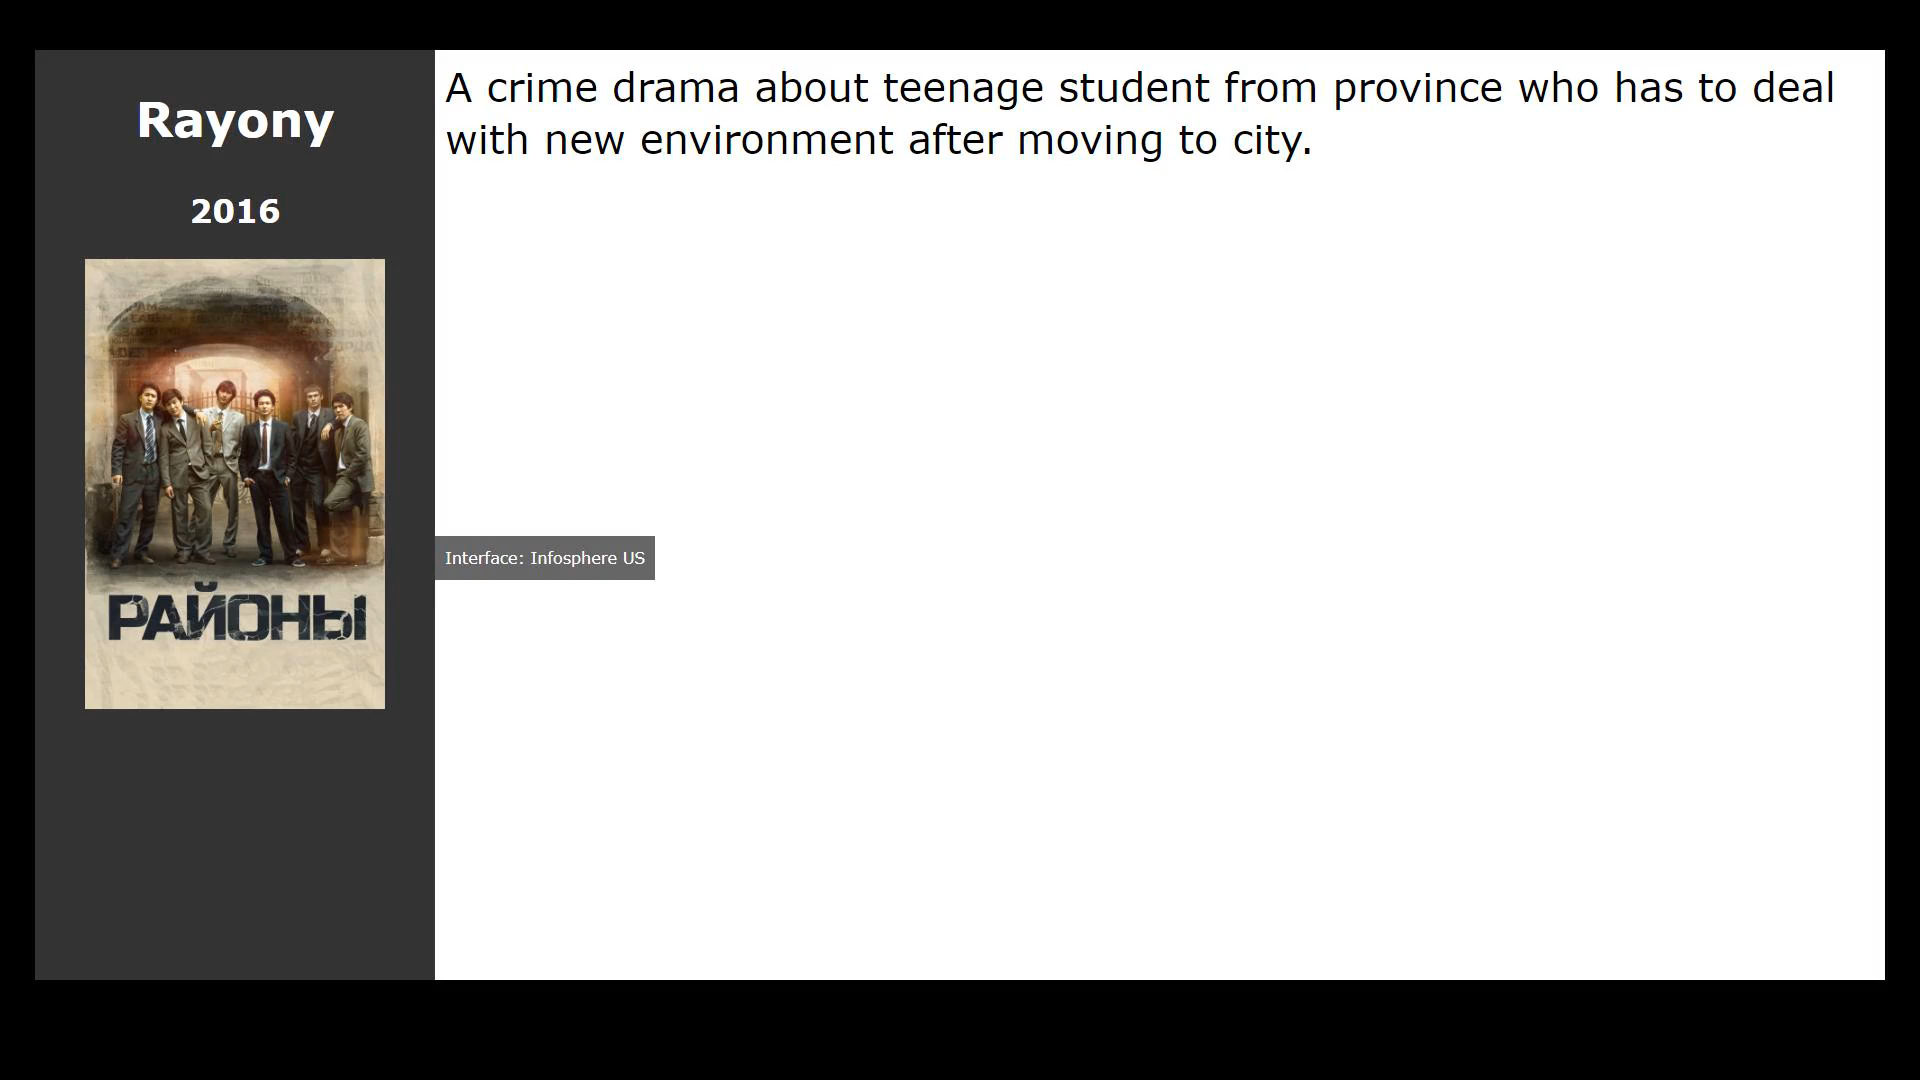 Rayony
2016
РАЙОНЫ
A crime drama about teenage student from province who has to deal
with new environment after moving to city.
Interface: Infosphere US